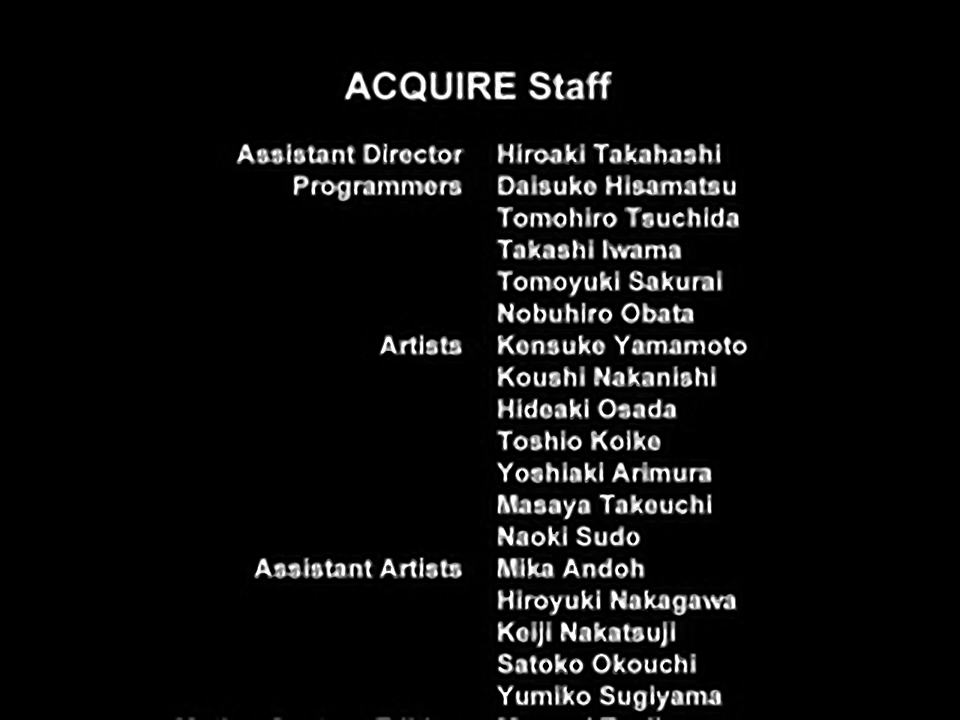 ACQUIRE Staff
Assistant Director Hiroaki Takahashi
Programmers Daisuke Hisamatsu
Tomohiro Tsuchida
Takashi Iwama
Tomoyuki Sakurai
Nobuhiro Obata
Artists Kensuke Yamamoto
Koushi Nakanishi
Hideaki Osada
Toshio Koike
Yoshiaki Arimura
Masaya Takeuchi
Naoki Sudo
Assistant Artists Mika Andoh
Hiroyuki Nakagawa
Keiji Nakatsuji
Satoko Okouchi
Yumiko Sugiyama